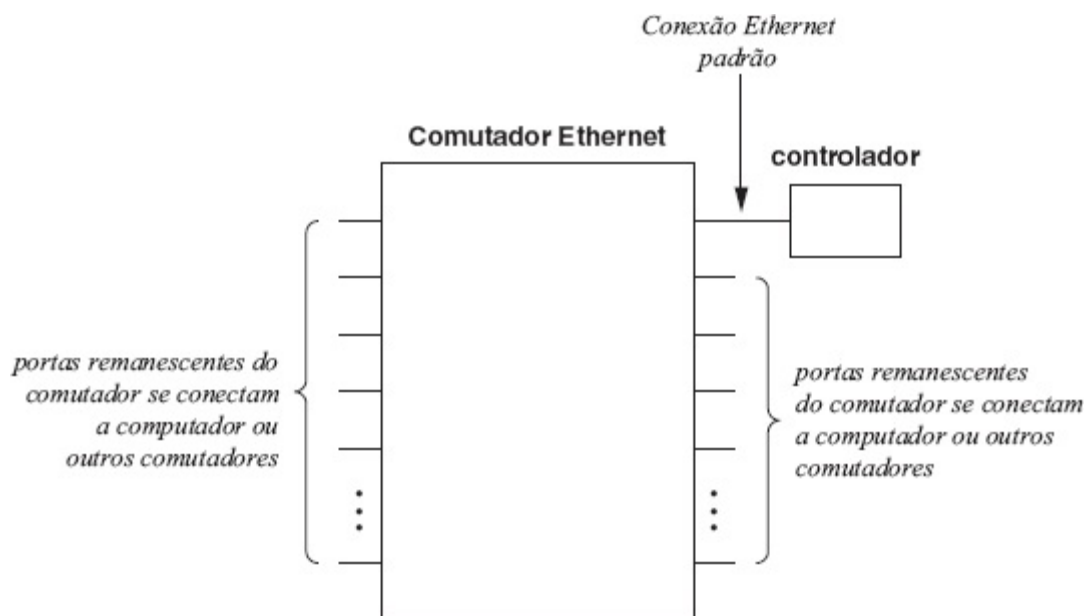 Conexão Ethernet
padrão
Comutador Ethernet
controlador
portas remanescentes do
comutador se conectam
a computador ou
outros comutadores
portas remanescentes
do comutador se conectam
a computador ou outros
comutadores